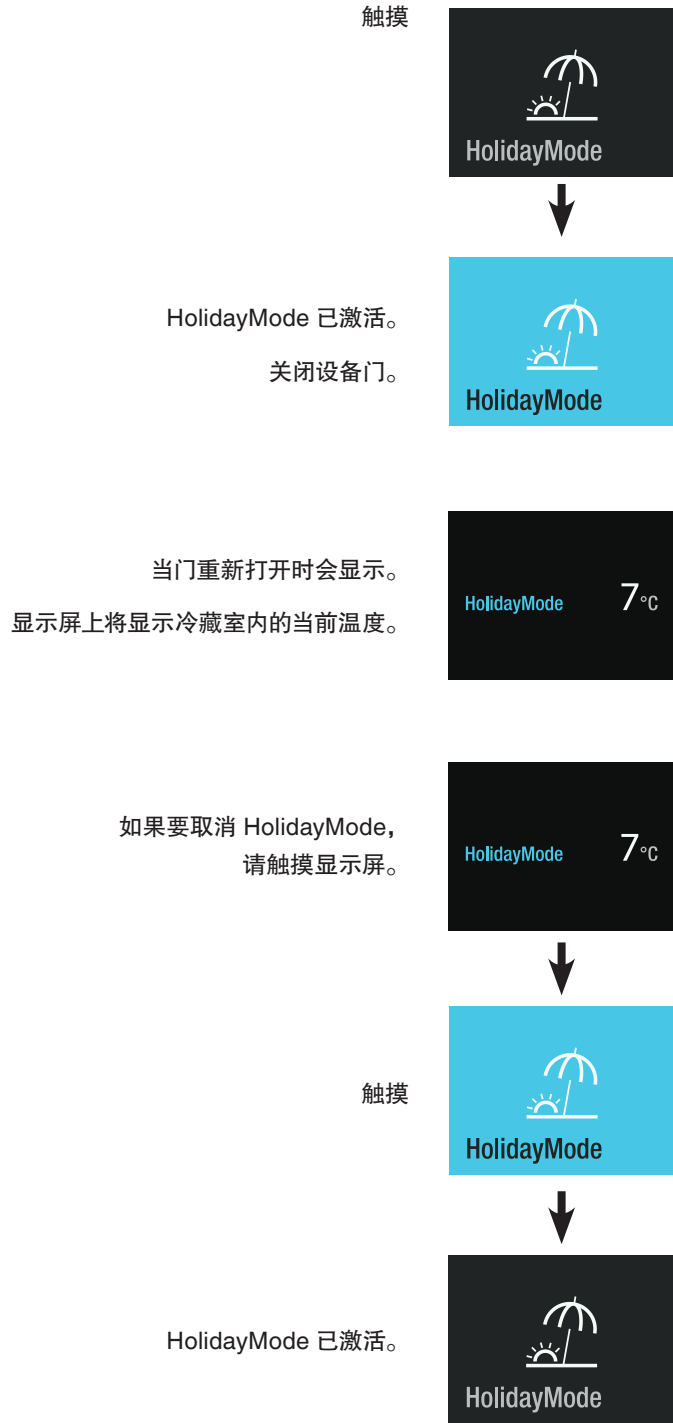 触摸
HolidayMode
HolidayMode 已激活。
关闭设备门。
HolidayMode
当门重新打开时会显示。
显示屏上将显示冷藏室内的当前温度。
HolidayMode 7°C
如果要取消 HolidayMode，
请触摸显示屏。
HolidayMode 7°C
触摸
HolidayMode
HolidayMode 已激活。
HolidayMode